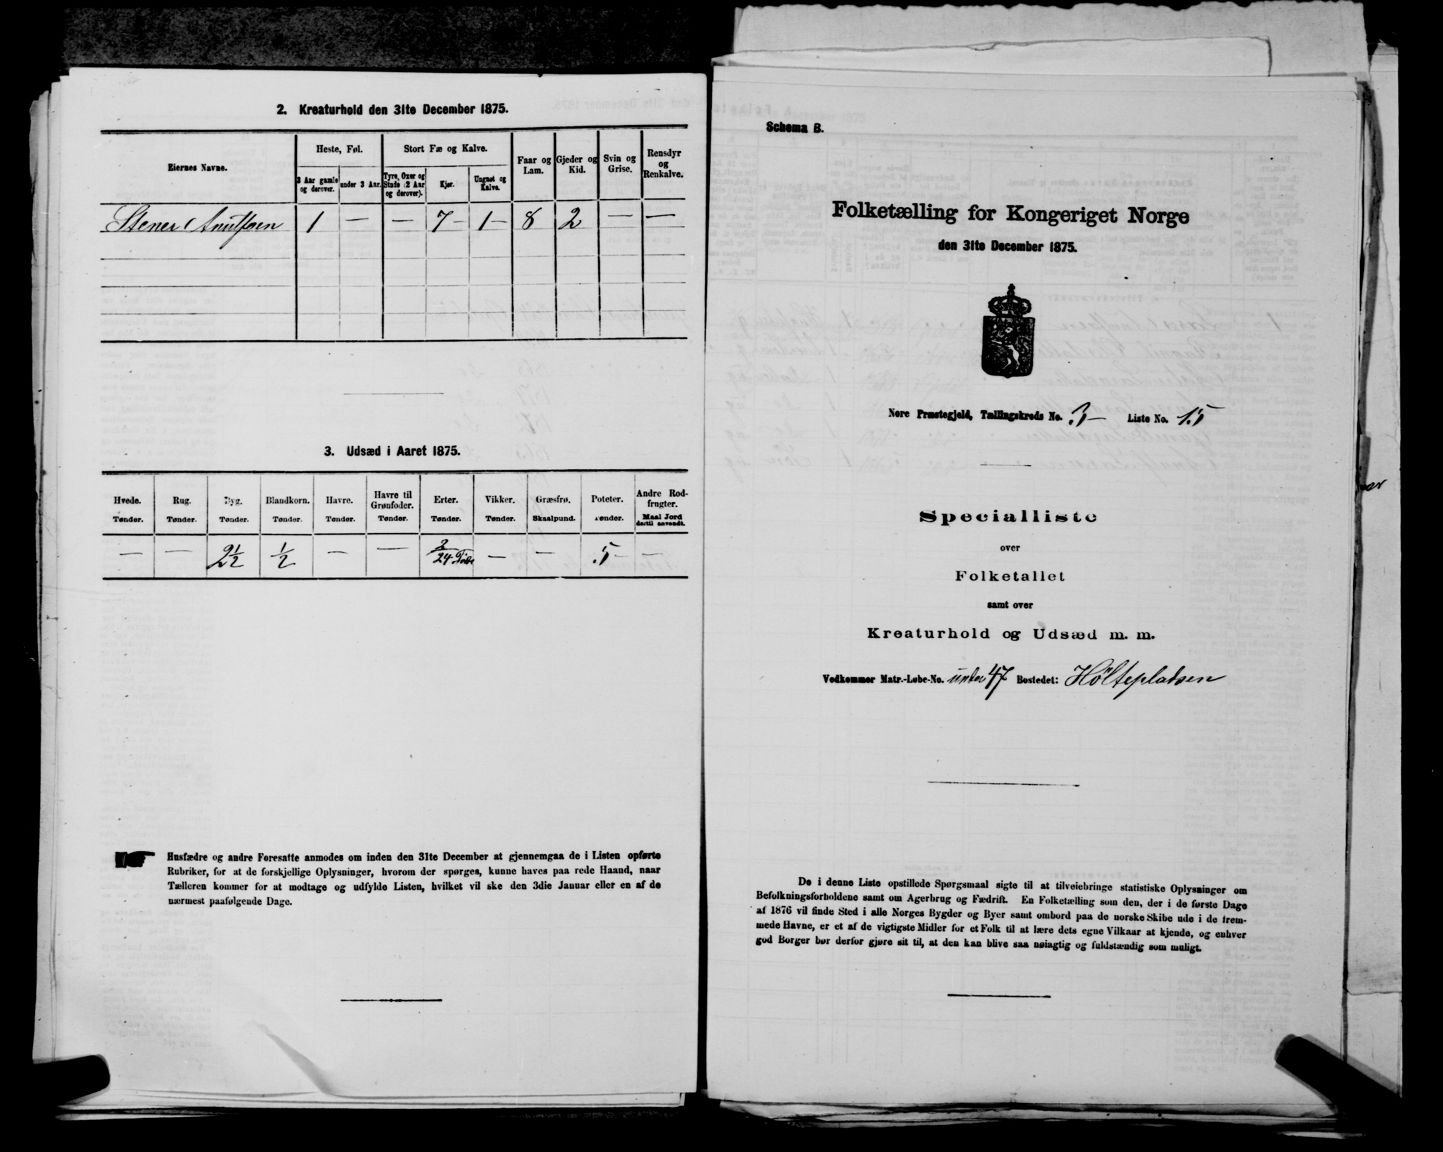 2. Kreaturhold den 31te December 1875.
Eiernes Navne. Heste, Føl. Stort Fæ og Kalve. Faar og Lam. Gjeder og Kid. Svin og Grise. Rensdyr og Renkalve.
3 Aar gamle og derover. under 3 Aar. Tyre, Oxer og Stude (2 Aar og derover). Kjør. Ungnøt og Kalve.
Stener Knutsen 1 — — 7 — 1 — 8 2 — —
3. Udsæd i Aaret 1875.
Hvede. Rug. Byg. Blandkorn. Havre. Havre til Grønfoder. Erter. Vikker. Græsfrø. Poteter. Andre Rodfrugter.
Tønder. Tønder. Tønder. Tønder. Tønder. Tønder. Tønder. Tønder. Skaalpund. Tønder. Maal Jord dertil anvendt.
— — 2½ ½ — — 2/24 — — 5 — —
Husfædre og andre Foresatte anmodes om inden den 31te December at gjennemgaa de i Listen opførte
Rubriker, for at de forskjellige Oplysninger, hvorom der spørges, kunne haves paa rede Haand, naar
Tælleren kommer for at modtage og udfylde Listen, hvilket vil ske den 3die Januar eller en af de
nærmest paafølgende Dage.
Schema B.
Folketælling for Kongeriget Norge
den 31te December 1875.
Nore Præstegjeld, Tællingskreds No. 3 — Liste No. 15
Specialliste
over
Folketallet
samt over
Kreaturhold og Udsæd m. m.
Vedkommer Matr.-Løbe-No. under 47 Bostedet: Hölteplatsen
De i denne Liste opstillede Spørgsmaal sigte til at tilveiebringe statistiske Oplysninger om
Befolkningsforholdene samt om Agerbrug og Fædrift. En Folketælling som den, der i de første Dage
af 1876 vil finde Sted i alle Norges Bygder og Byer samt ombord paa de norske Skibe ude i de frem-
mede Havne, er et af de vigtigste Midler for et Folk til at lære dets egne Vilkaar at kjende, og enhver
god Borger bør derfor gjøre sit til, at den kan blive saa nøiagtig og fuldstændig som muligt.